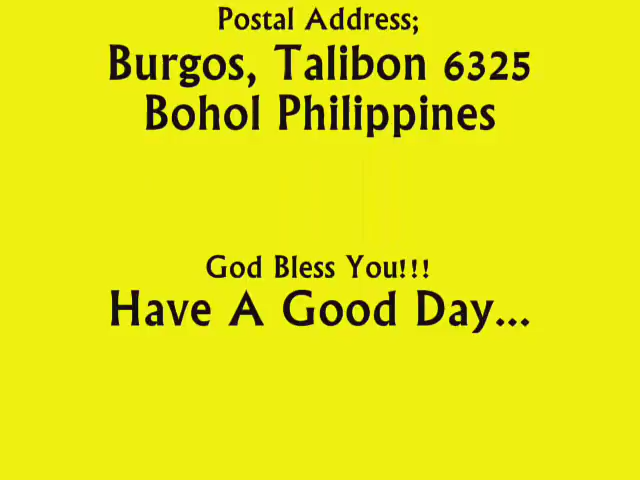 Postal Address;
Burgos, Talibon 6325
Bohol Philippines
God Bless You!!!
Have A Good Day...